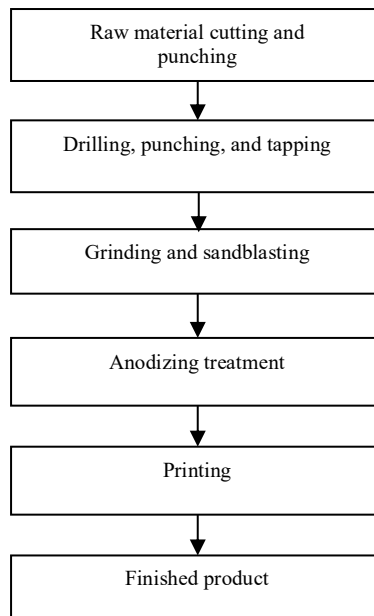 Raw material cutting and
punching
Drilling, punching, and tapping
Grinding and sandblasting
Anodizing treatment
Printing
Finished product